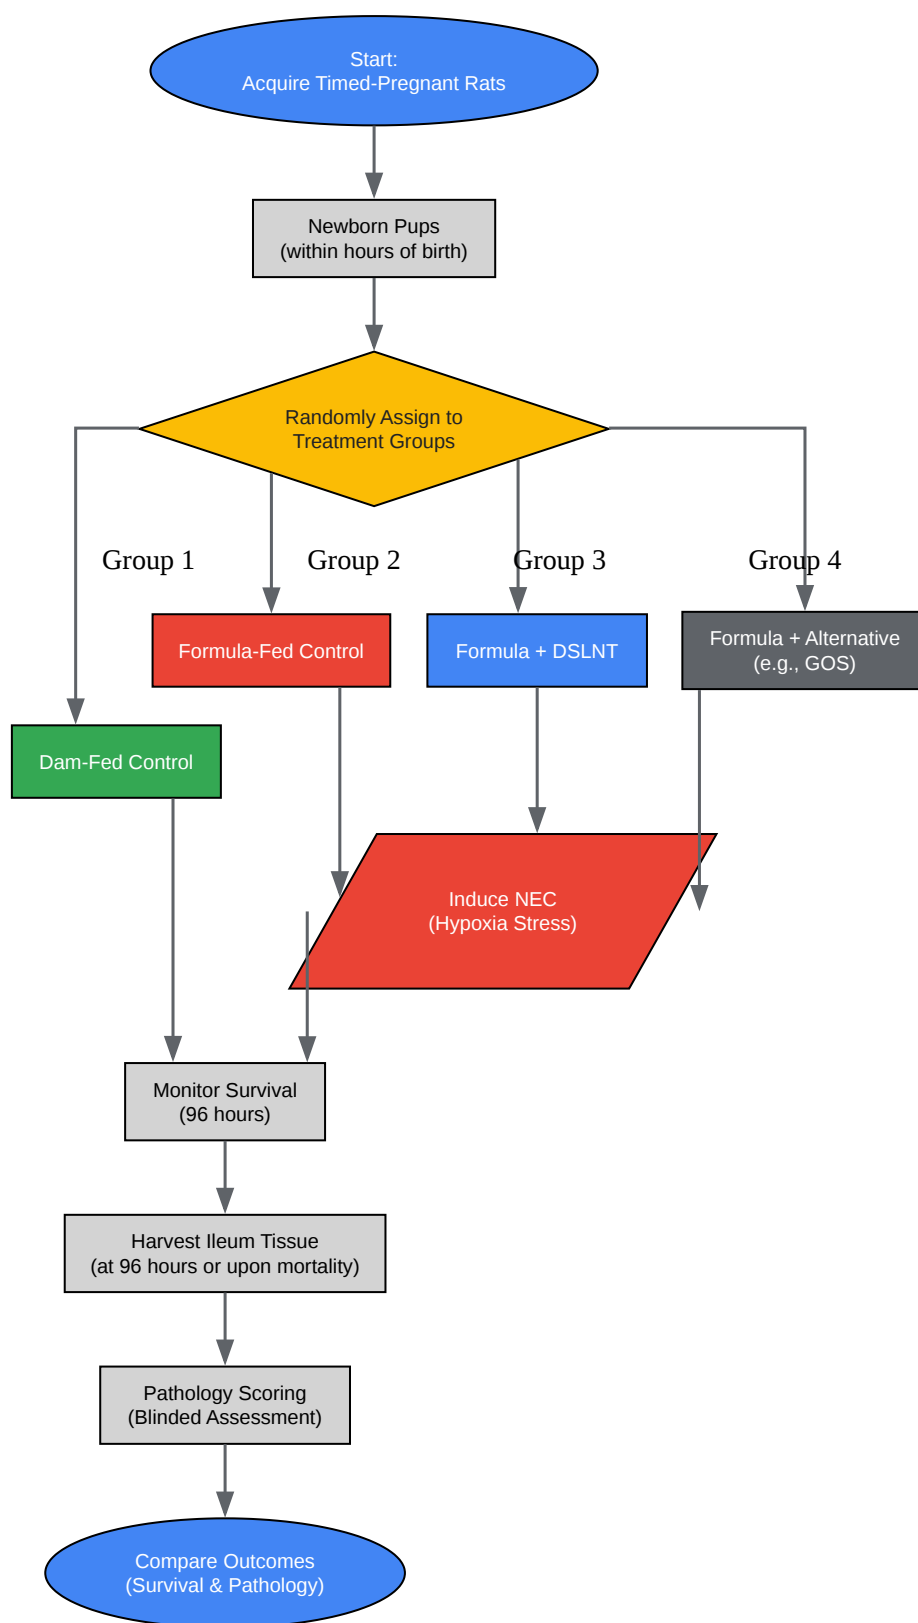 Start:
Acquire Timed-Pregnant Rats
Newborn Pups
(within hours of birth)
Randomly Assign to
Treatment Groups
Group 1
Group 2
Group 3
Group 4
Formula-Fed Control
Formula + DSLNT
Formula + Alternative
(e.g., GOS)
Dam-Fed Control
Induce NEC
(Hypoxia Stress)
Monitor Survival
(96 hours)
Harvest Ileum Tissue
(at 96 hours or upon mortality)
Pathology Scoring
(Blinded Assessment)
Compare Outcomes
(Survival & Pathology)